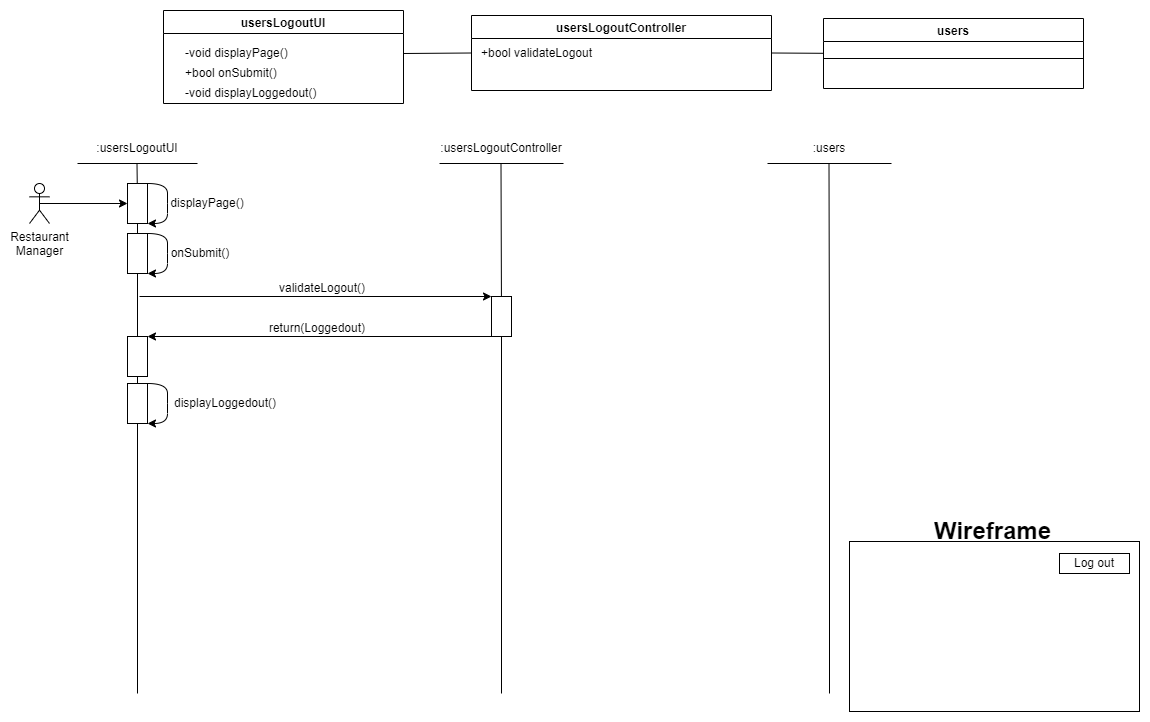 usersLogoutUI
-void displayPage()
+bool onSubmit()
-void displayLoggedout()
usersLogoutController
+bool validateLogout
users
:usersLogoutUI
:usersLogoutController
:users
Restaurant
Manager
displayPage()
onSubmit()
validateLogout()
return(Loggedout)
displayLoggedout()
Wireframe
Log out